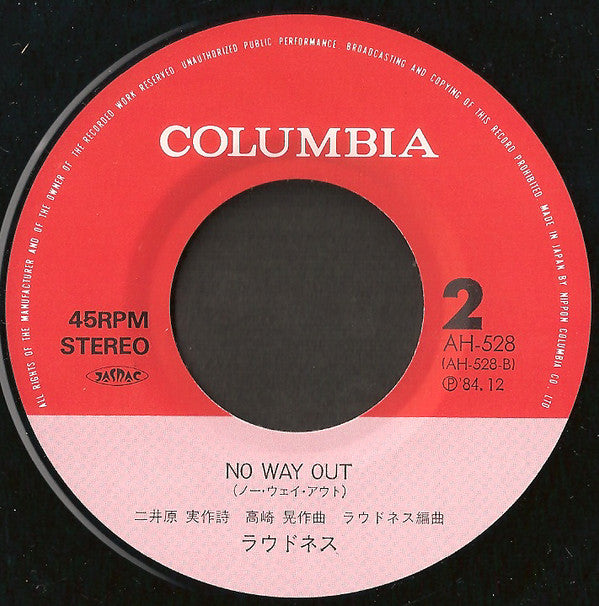 ALL RIGHTS OF THE MANUFACTURER AND OF THE OWNER OF THE RECORDED WORK RESERVED. UNAUTHORIZED PUBLIC PERFORMANCE. BROADCASTING AND COPYING OF THIS RECORD PROHIBITED. MADE IN JAPAN BY NIPPON COLUMBIA CO. LTD
COLUMBIA
45RPM
STEREO
JASRAC
2
AH-528
(AH-528-B)
Ⓟ'84.12
NO WAY OUT
(ノー・ウェイ・アウト)
二井原 実作詩 高崎 晃作曲 ラウドネス編曲
ラウドネス